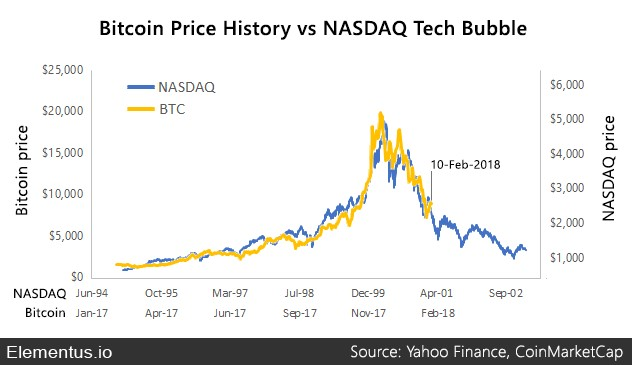 Bitcoin Price History vs NASDAQ Tech Bubble
$25,000
$20,000
$15,000
$10,000
$5,000
$0
Bitcoin price
NASDAQ
BTC
10-Feb-2018
$6,000
$5,000
$4,000
$3,000
$2,000
$1,000
NASDAQ price
NASDAQ Jun-94 Oct-95 Mar-97 Jul-98 Dec-99 Apr-01 Sep-02
Bitcoin Jan-17 Apr-17 Jun-17 Sep-17 Nov-17 Feb-18
Elementus.io Source: Yahoo Finance, CoinMarketCap